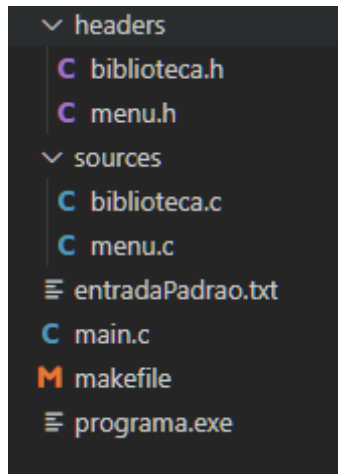 headers
C biblioteca.h
C menu.h
sources
C biblioteca.c
C menu.c
entradaPadrao.txt
C main.c
M makefile
programa.exe